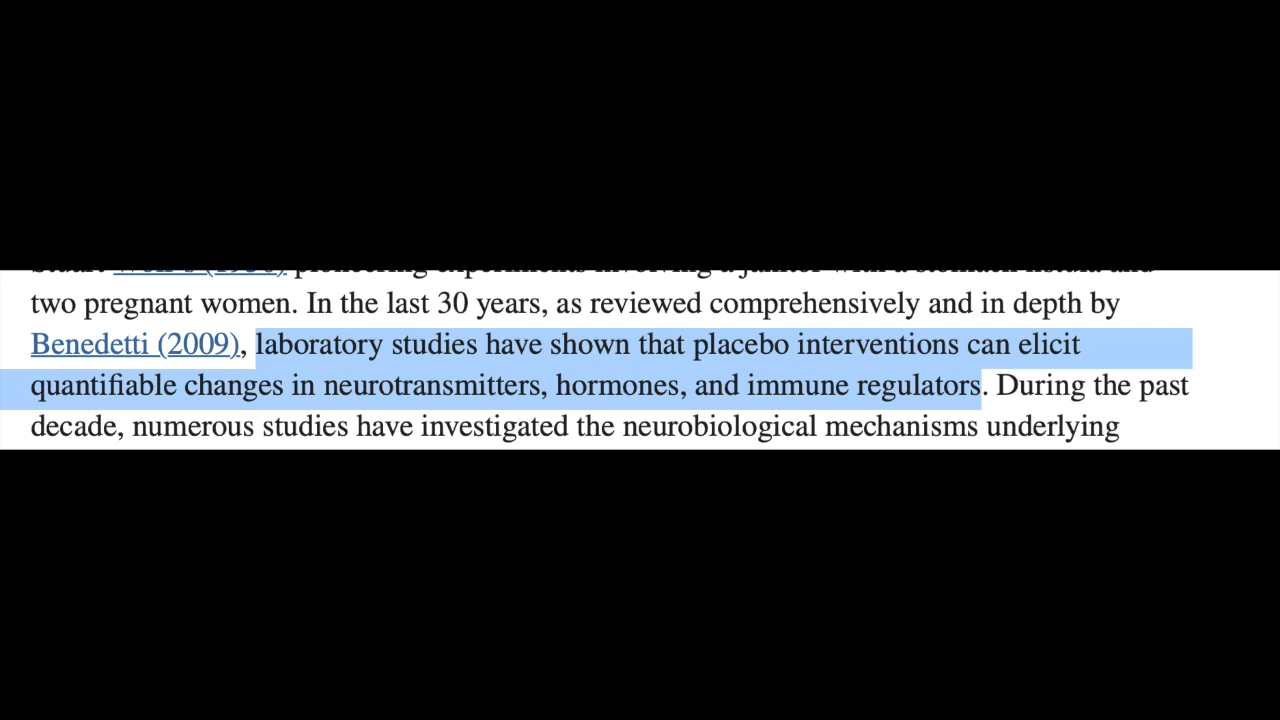 two pregnant women. In the last 30 years, as reviewed comprehensively and in depth by
Benedetti (2009), laboratory studies have shown that placebo interventions can elicit
quantifiable changes in neurotransmitters, hormones, and immune regulators. During the past
decade, numerous studies have investigated the neurobiological mechanisms underlying